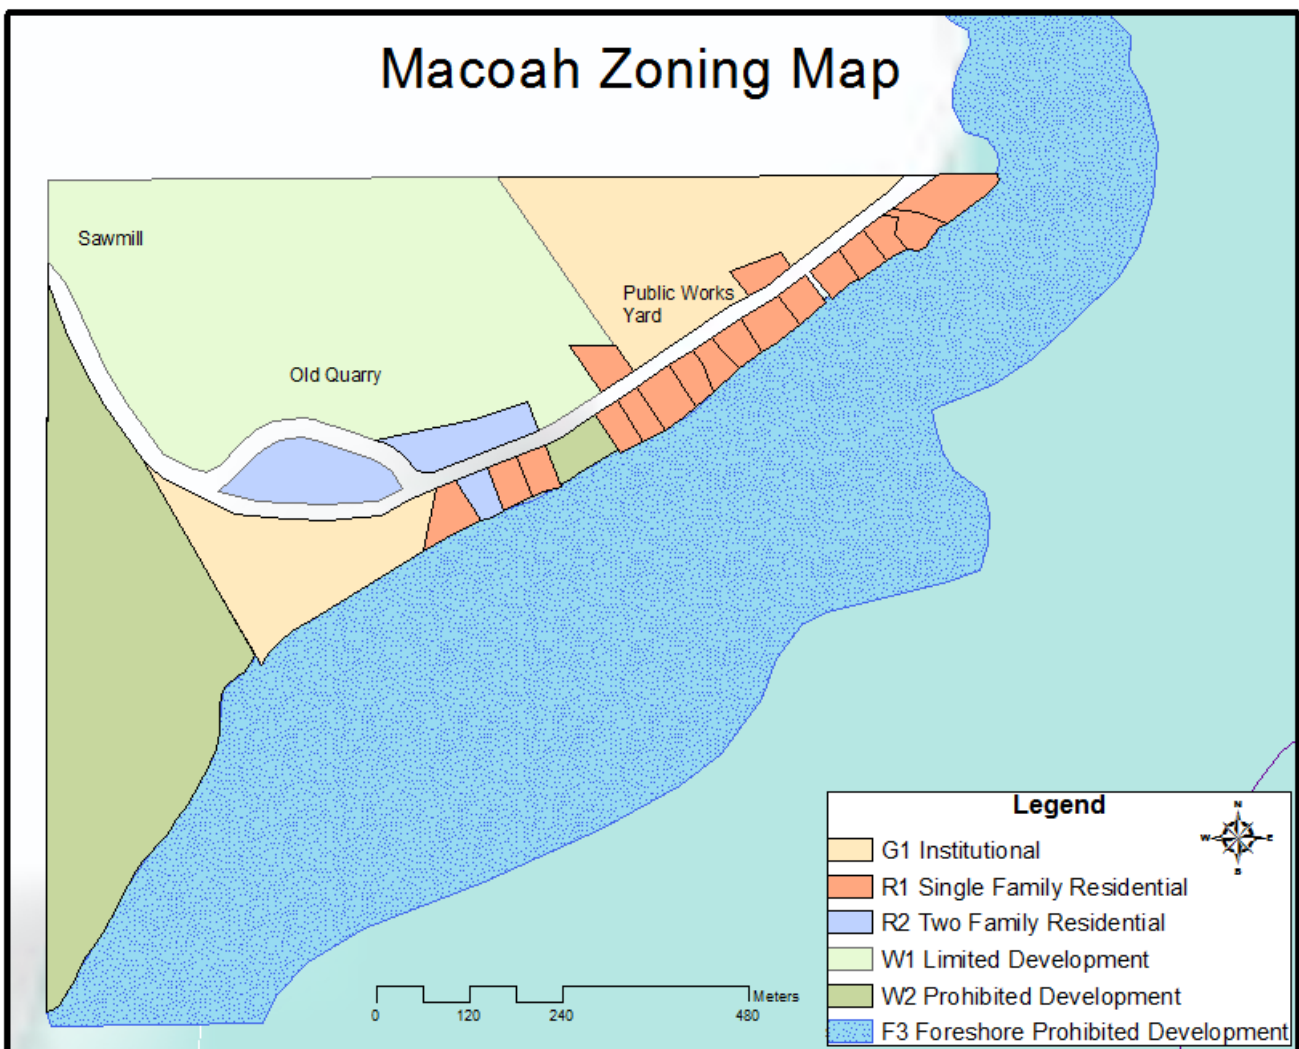 Macoah Zoning Map
Sawmill
Public Works
Yard
Old Quarry
Legend
N
W E
S
G1 Institutional
R1 Single Family Residential
R2 Two Family Residential
W1 Limited Development
W2 Prohibited Development
F3 Foreshore Prohibited Development
Meters
0 120 240 480